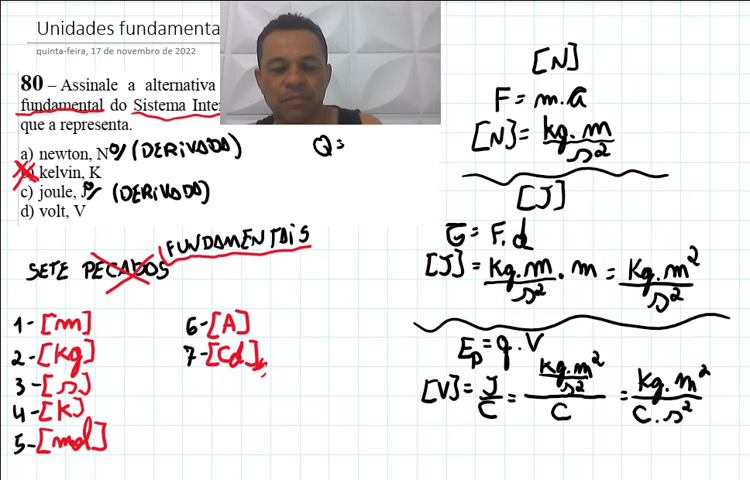 Unidades fundamenta
quinta-feira, 17 de novembro de 2022
80 – Assinale a alternativa
fundamental do Sistema Inte
que a representa.
a) newton, N (DERIVADO)
b) kelvin, K
c) joule, J (DERIVADO)
d) volt, V
SETE PECADOS FUNDAMENTAIS
1- [m]
2- [kg]
3- [s]
4- [K]
5- [mol]
6- [A]
7- [Cd]
Q=
[N]
F = m.a
[N] = kg.m / s²
[J]
G = F.d
[J] = kg.m / s² . m = kg.m² / s²
Ep = q.V
[V] = J / C = kg.m² / s² / C = kg.m² / C.s²